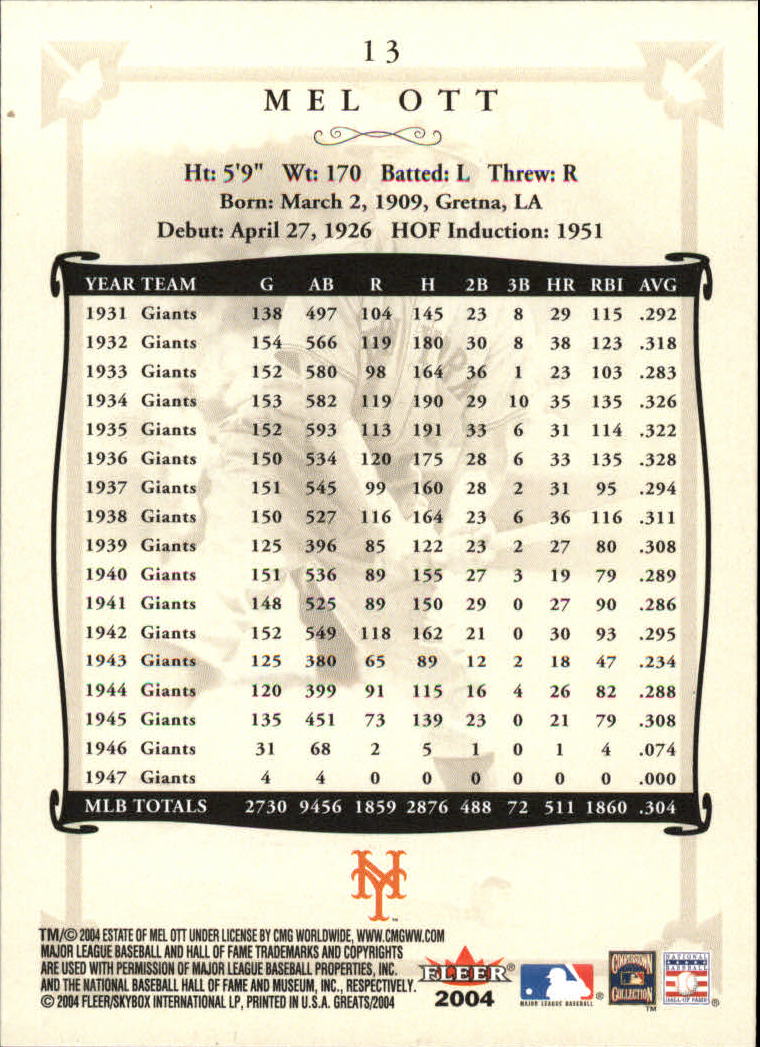 13
MEL OTT
Ht: 5'9" Wt: 170 Batted: L Threw: R
Born: March 2, 1909, Gretna, LA
Debut: April 27, 1926 HOF Induction: 1951
YEAR TEAM G AB R H 2B 3B HR RBI AVG
1931 Giants 138 497 104 145 23 8 29 115 .292
1932 Giants 154 566 119 180 30 8 38 123 .318
1933 Giants 152 580 98 164 36 1 23 103 .283
1934 Giants 153 582 119 190 29 10 35 135 .326
1935 Giants 152 593 113 191 33 6 31 114 .322
1936 Giants 150 534 120 175 28 6 33 135 .328
1937 Giants 151 545 99 160 28 2 31 95 .294
1938 Giants 150 527 116 164 23 6 36 116 .311
1939 Giants 125 396 85 122 23 2 27 80 .308
1940 Giants 151 536 89 155 27 3 19 79 .289
1941 Giants 148 525 89 150 29 0 27 90 .286
1942 Giants 152 549 118 162 21 0 30 93 .295
1943 Giants 125 380 65 89 12 2 18 47 .234
1944 Giants 120 399 91 115 16 4 26 82 .288
1945 Giants 135 451 73 139 23 0 21 79 .308
1946 Giants 31 68 2 5 1 0 1 4 .074
1947 Giants 4 4 0 0 0 0 0 0 .000
MLB TOTALS 2730 9456 1859 2876 488 72 511 1860 .304
NY
TM/© 2004 ESTATE OF MEL OTT UNDER LICENSE BY CMG WORLDWIDE, WWW.CMGWW.COM
MAJOR LEAGUE BASEBALL AND HALL OF FAME TRADEMARKS AND COPYRIGHTS
ARE USED WITH PERMISSION OF MAJOR LEAGUE BASEBALL PROPERTIES, INC.
AND THE NATIONAL BASEBALL HALL OF FAME AND MUSEUM, INC., RESPECTIVELY.
© 2004 FLEER/SKYBOX INTERNATIONAL LP, PRINTED IN U.S.A. GREATS/2004
FLEER®
2004
MAJOR LEAGUE BASEBALL®
COOPERSTOWN
COLLECTION
TM
NATIONAL
BASEBALL
HALL OF FAME
®